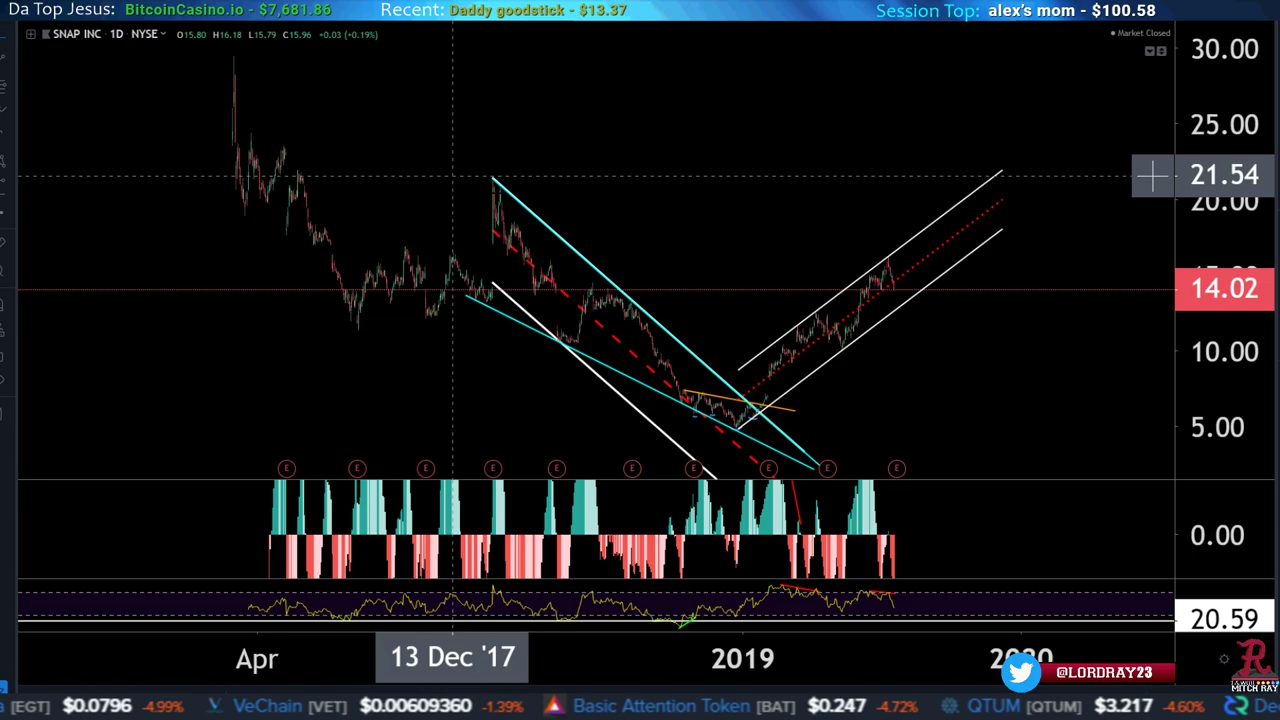 Da Top Jesus: BitcoinCasino.io - $7,681.86
Recent: Daddy goodstick - $13.37
Session Top: alex's mom - $100.58
SNAP INC 1D NYSE O15.80 H16.18 L15.79 C15.96 +0.03 (+0.19%)
Market Closed
30.00
25.00
21.54
20.00
14.02
10.00
5.00
E E E E E E E E E E
0.00
20.59
Apr 13 Dec '17 2019 2020
@LORDRAY23
MITCH RAY
[EGT] $0.0796 -4.99% VeChain [VET] $0.00609360 -1.39% Basic Attention Token [BAT] $0.247 -4.72% QTUM [QTUM] $3.217 -4.60% De